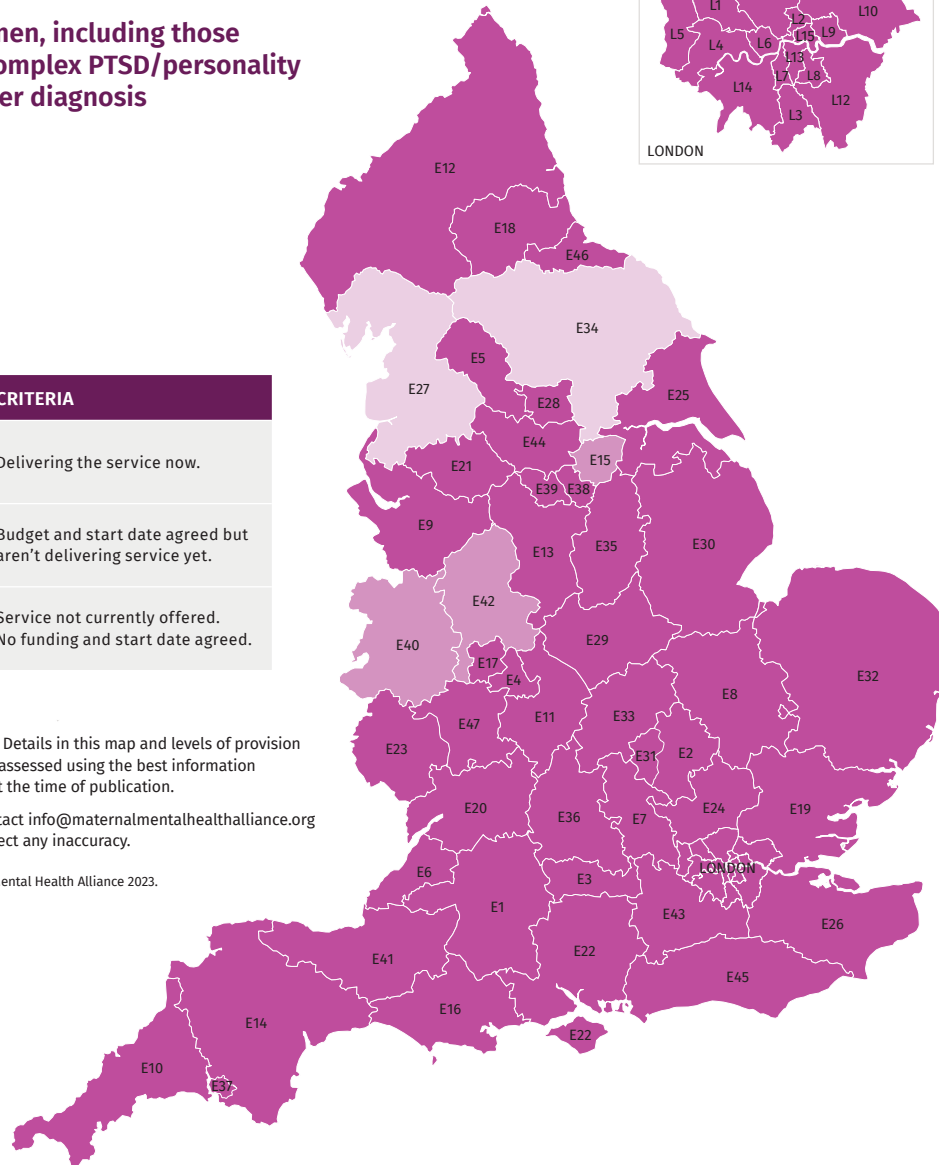 men, including those
omplex PTSD/personality
er diagnosis
L1
L2
L10
L5
L4
L6
L15
L9
L13
L7
L8
L14
L12
L3
LONDON
E12
E18
E46
E34
E5
E27
E28
E25
E44
E15
E21
E39
E38
E9
E13
E35
E30
E42
E40
E29
E17
E4
E32
E8
E47
E11
E33
E23
E31
E2
E20
E36
E7
E24
E19
E6
E3
LONDON
E1
E43
E26
E22
E41
E45
E16
E14
E22
E10
E37
CRITERIA
Delivering the service now.
Budget and start date agreed but
aren't delivering service yet.
Service not currently offered.
No funding and start date agreed.
Details in this map and levels of provision
assessed using the best information
t the time of publication.
tact info@maternalmentalhealthalliance.org
ect any inaccuracy.
ental Health Alliance 2023.